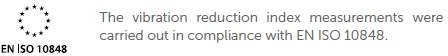 The vibration reduction index measurements were
carried out in compliance with EN ISO 10848.
EN ISO 10848